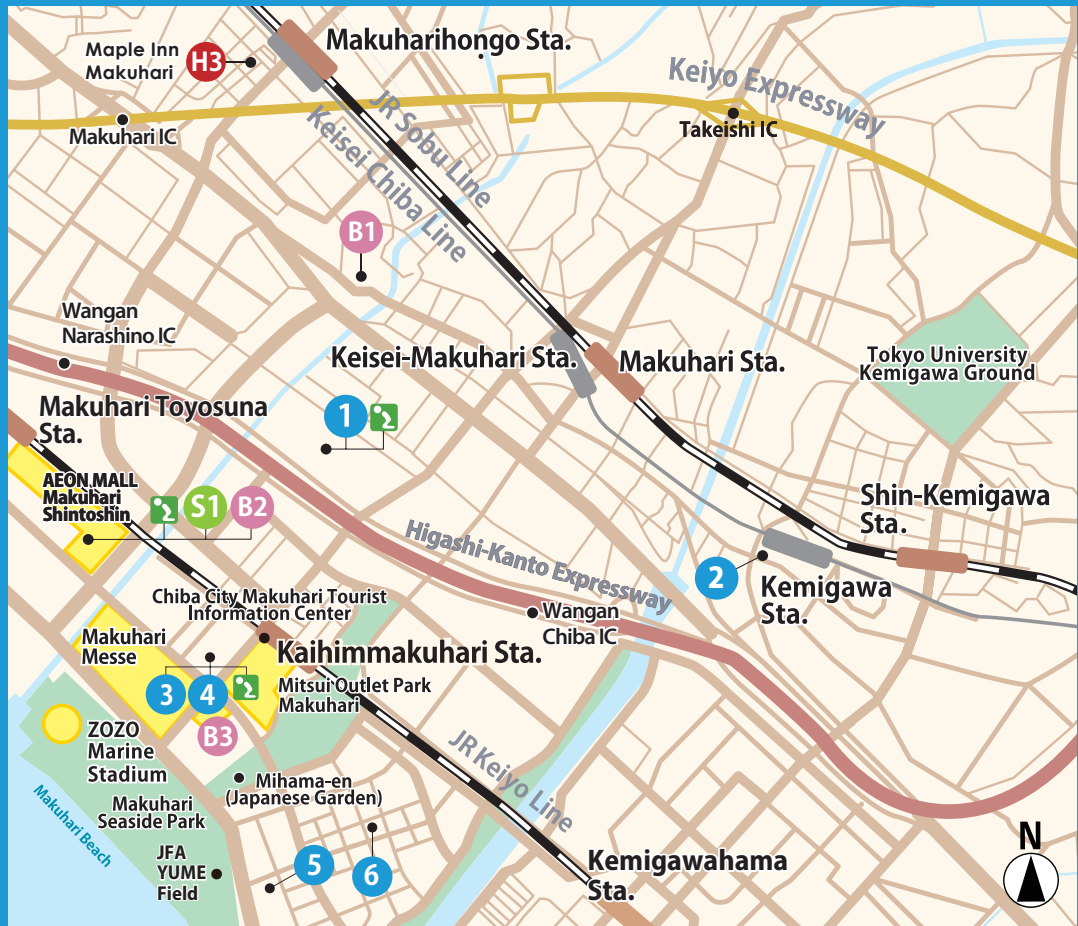 Maple Inn
Makuhari
H3
Makuharihongo Sta.
Keiyo Expressway
Makuhari IC
Takeishi IC
JR Sobu Line
Keisei Chiba Line
B1
Wangan
Narashino IC
Keisei-Makuhari Sta.
Makuhari Sta.
Tokyo University
Kemigawa Ground
Makuhari Toyosuna
Sta.
1
AEON MALL
Makuhari
Shintoshin
S1
B2
Shin-Kemigawa
Sta.
Higashi-Kanto Expressway
2
Kemigawa
Sta.
Chiba City Makuhari Tourist
Information Center
Wangan
Chiba IC
Makuhari
Messe
Kaihimmakuhari Sta.
3
4
Mitsui Outlet Park
Makuhari
B3
ZOZO
Marine
Stadium
JR Keiyo Line
Mihama-en
(Japanese Garden)
Makuhari
Seaside Park
Makuhari Beach
JFA
YUME
Field
5
6
Kemigawahama
Sta.
N